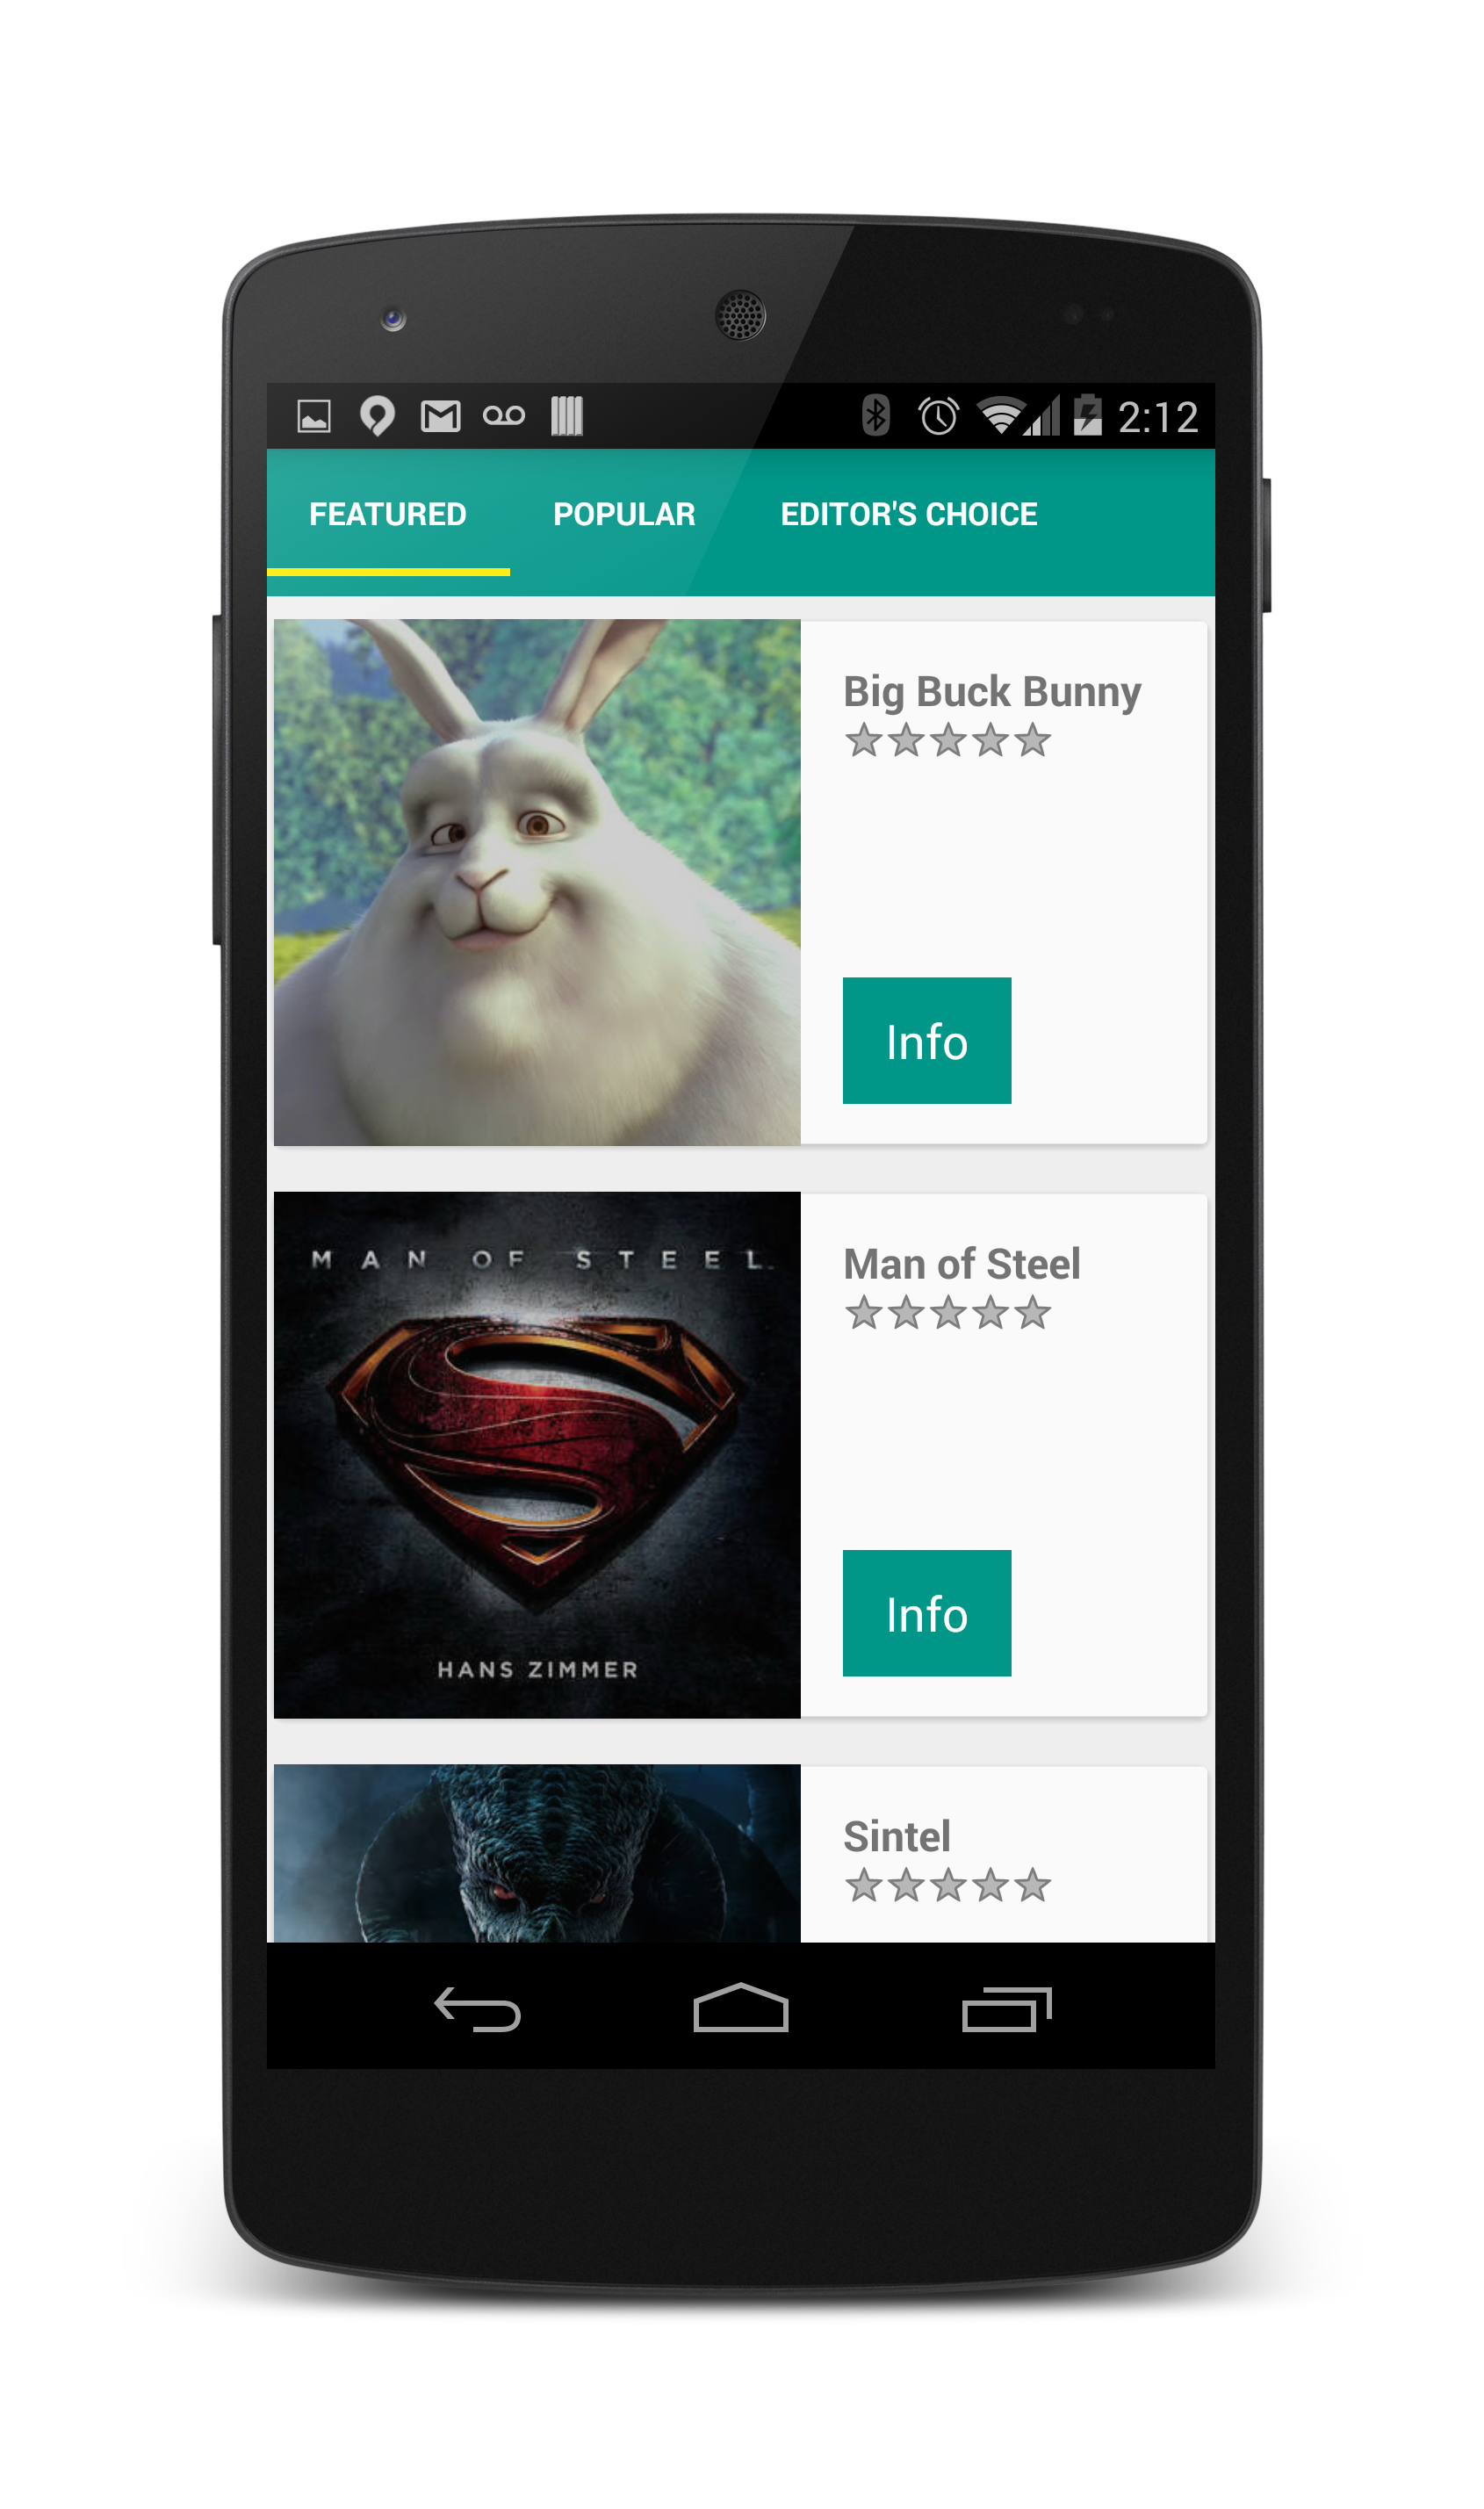 2:12
FEATURED POPULAR EDITOR'S CHOICE
Big Buck Bunny
Info
MAN OF STEEL
HANS ZIMMER
Man of Steel
Info
Sintel